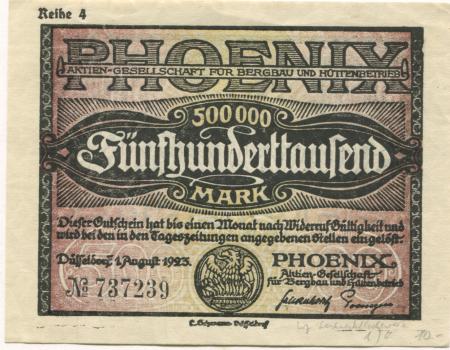 Reihe 4
PHOENIX
AKTIEN-GESELLSCHAFT FÜR BERGBAU UND HÜTTENBETRIEB
500000
Fünfhunderttausend
MARK
Dieser Gutschein hat bis einen Monat nach Widerruf Gültigkeit und
wird bei den in den Tageszeitungen angegebenen Stellen eingelöst.
Düsseldorf, 1. August 1923.
PHOENIX
Aktien-Gesellschaft
für Bergbau und Hüttenbetrieb
№ 737239
10.-